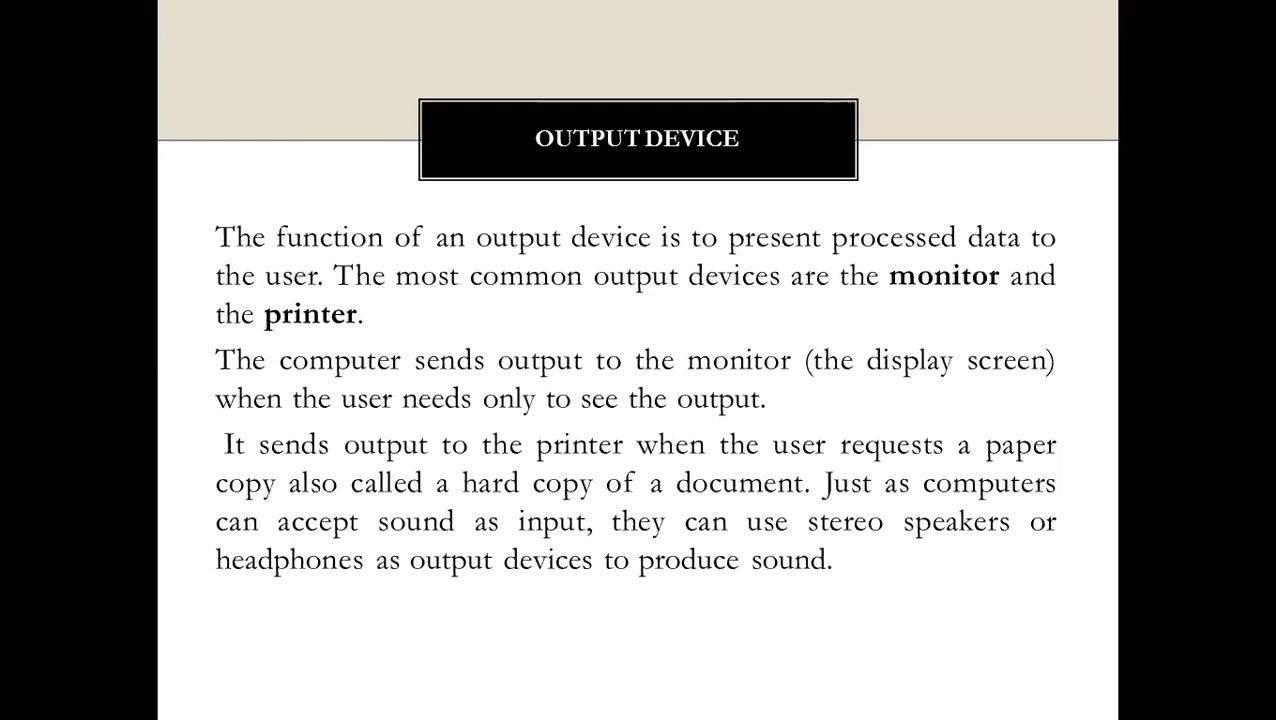 OUTPUT DEVICE
The function of an output device is to present processed data to
the user. The most common output devices are the monitor and
the printer.
The computer sends output to the monitor (the display screen)
when the user needs only to see the output.
It sends output to the printer when the user requests a paper
copy also called a hard copy of a document. Just as computers
can accept sound as input, they can use stereo speakers or
headphones as output devices to produce sound.